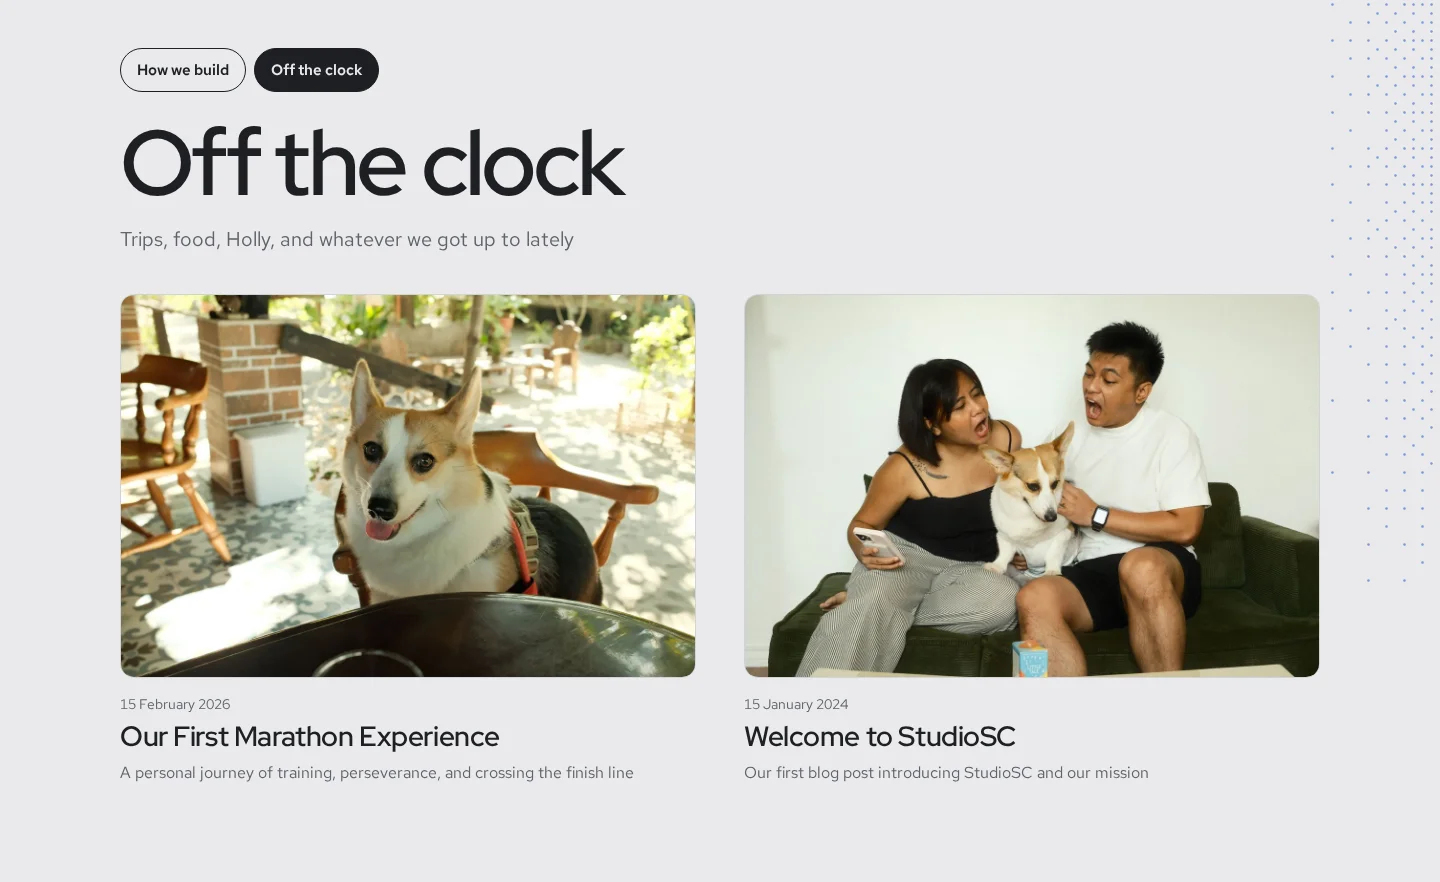 How we build
Off the clock
Off the clock
Trips, food, Holly, and whatever we got up to lately
15 February 2026
Our First Marathon Experience
A personal journey of training, perseverance, and crossing the finish line
15 January 2024
Welcome to StudioSC
Our first blog post introducing StudioSC and our mission